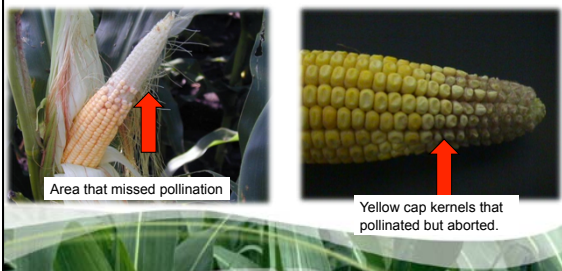 Area that missed pollination
Yellow cap kernels that
pollinated but aborted.